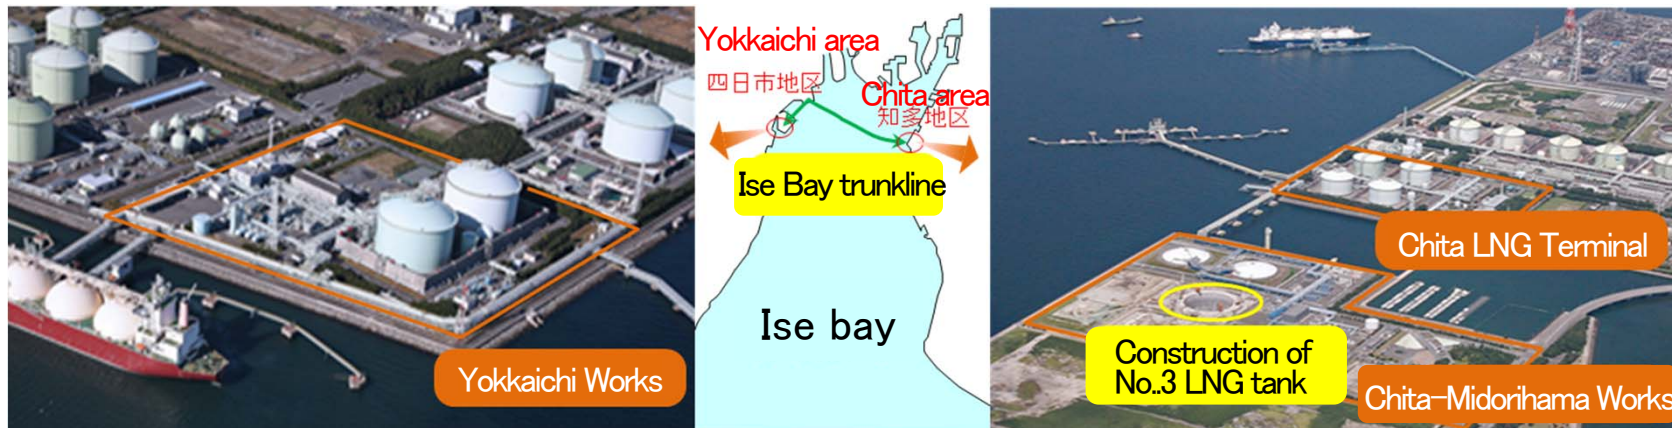 Yokkaichi Works
Yokkaichi area
四日市地区
Chita area
知多地区
Ise Bay trunkline
Ise bay
Chita LNG Terminal
Construction of
No..3 LNG tank
Chita-Midorihama Works